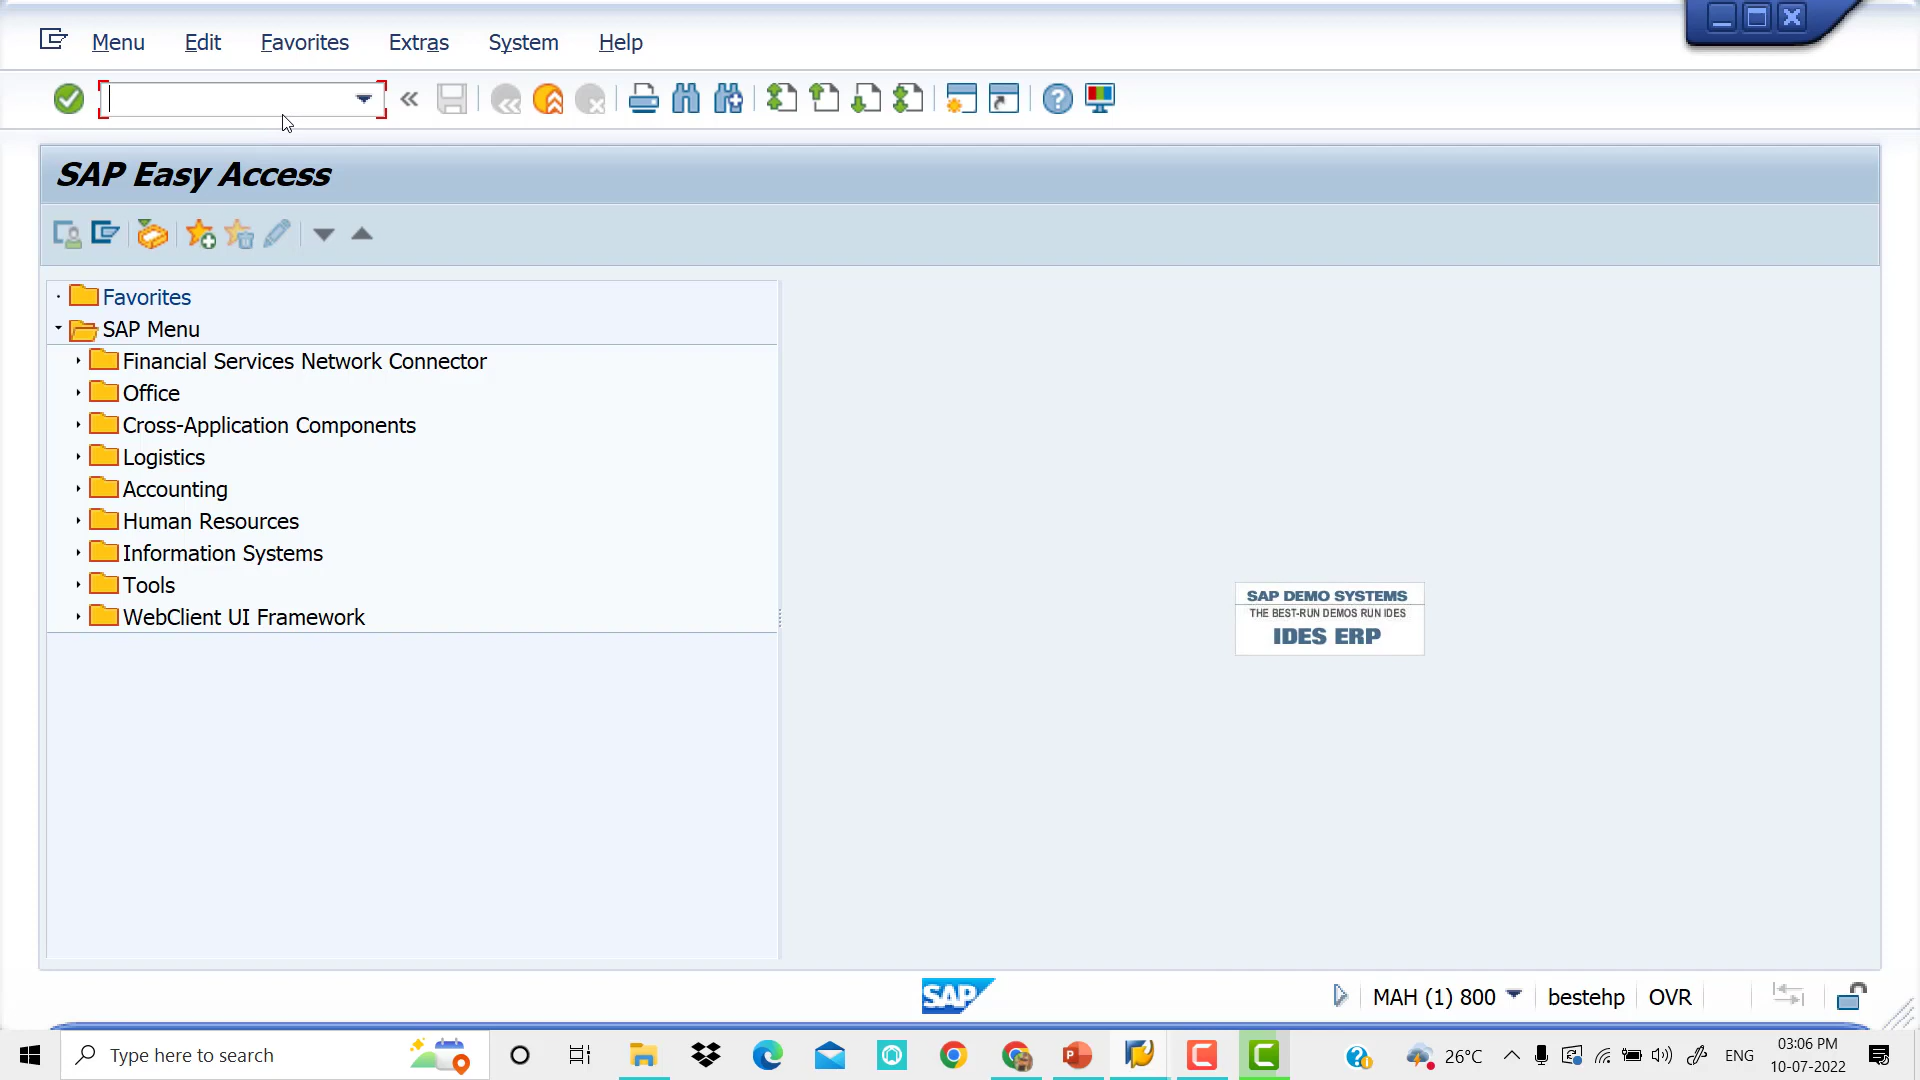 Menu Edit Favorites Extras System Help
SAP Easy Access
Favorites
SAP Menu
Financial Services Network Connector
Office
Cross-Application Components
Logistics
Accounting
Human Resources
Information Systems
Tools
WebClient UI Framework
SAP DEMO SYSTEMS
THE BEST-RUN DEMOS RUN IDES
IDES ERP
SAP
MAH (1) 800 bestehp OVR
Type here to search
26°C
ENG
03:06 PM
10-07-2022